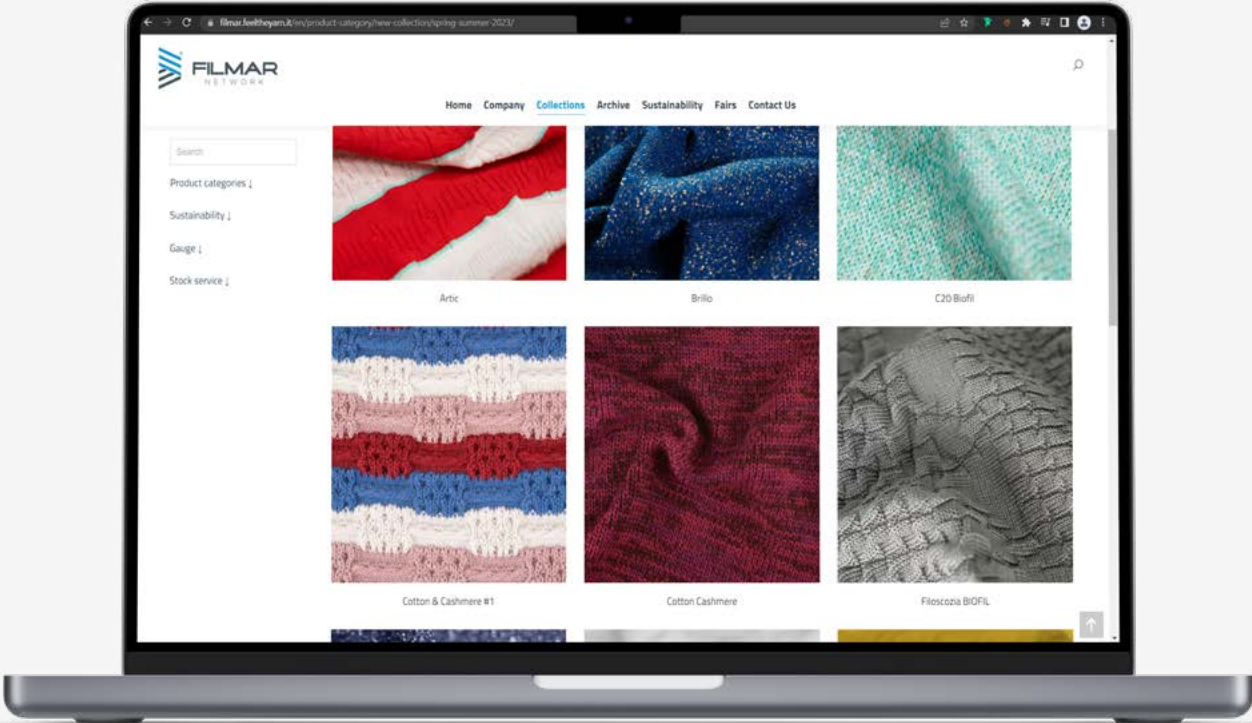 filmar.feeltheyarn.it/en/product-category/new-collection/spring-summer-2023/
FILMAR
NETWORK
Home Company Collections Archive Sustainability Fairs Contact Us
Search
Product categories ↓
Sustainability ↓
Gauge ↓
Stock service ↓
Artic Brillo C20 Biofil
Cotton & Cashmere #1 Cotton Cashmere Filoscozia BIOFIL